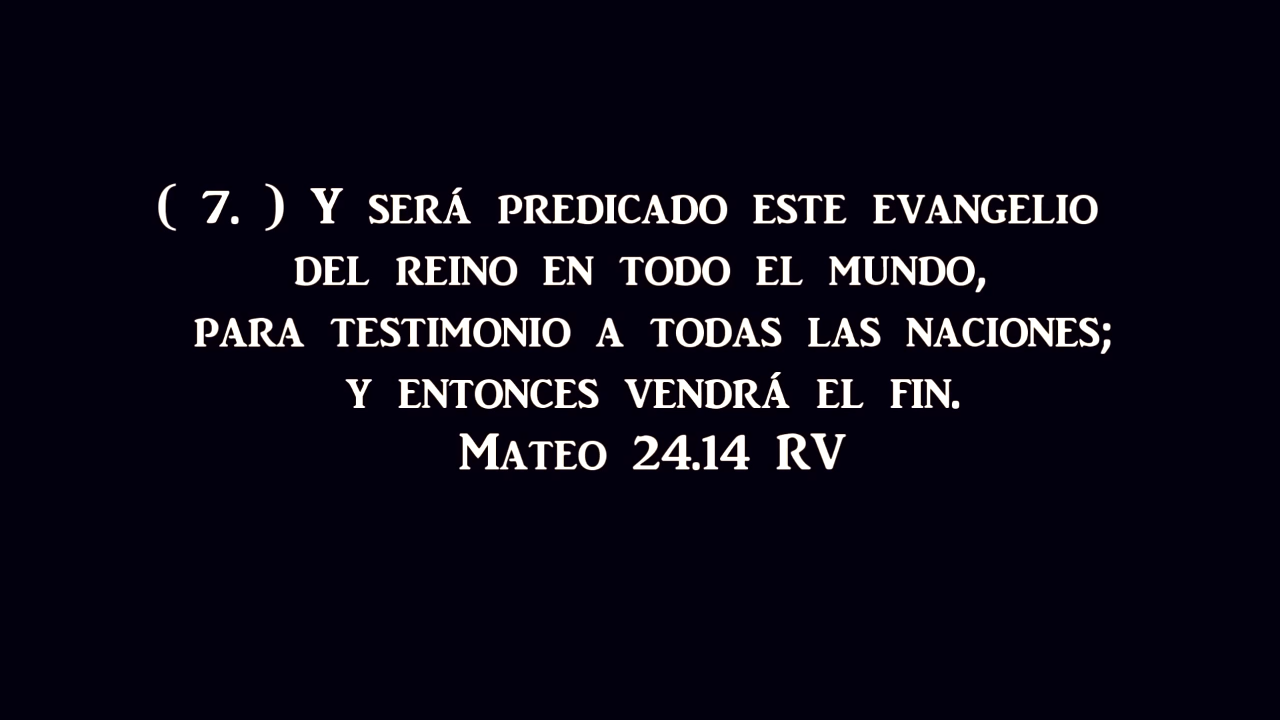 ( 7. ) Y será predicado este evangelio
del reino en todo el mundo,
para testimonio a todas las naciones;
y entonces vendrá el fin.
Mateo 24.14 RV